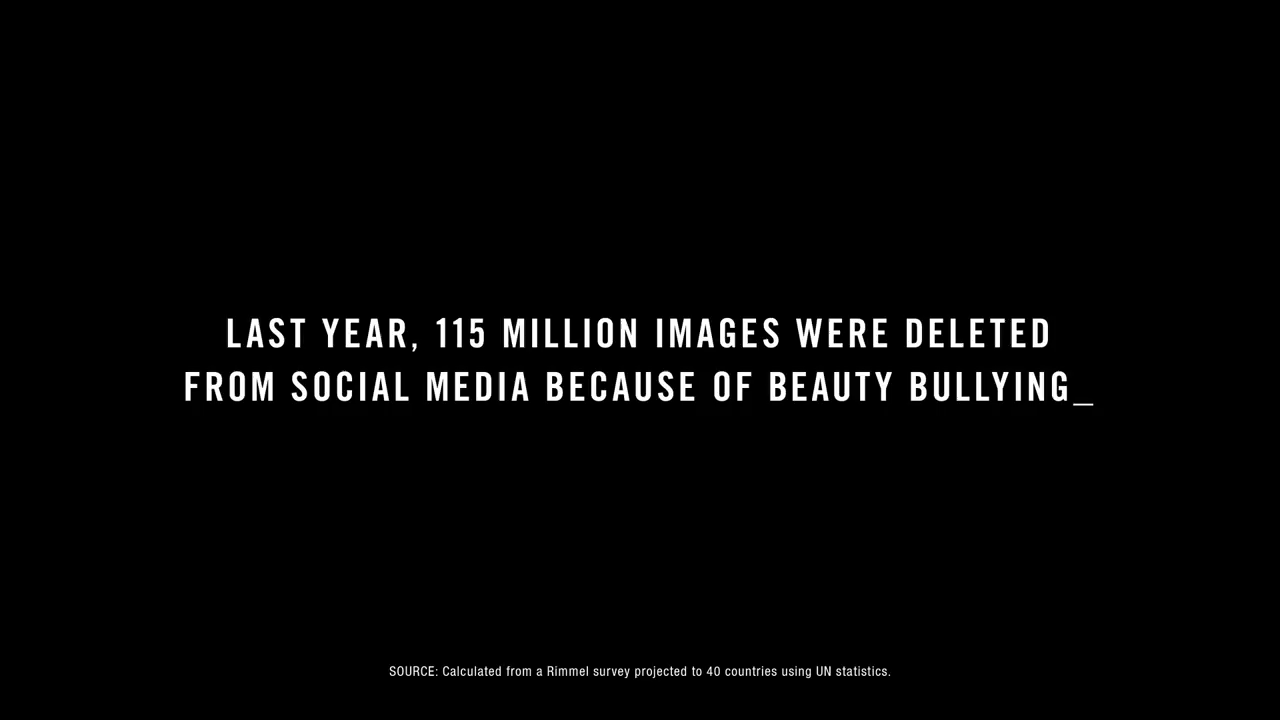 LAST YEAR, 115 MILLION IMAGES WERE DELETED
FROM SOCIAL MEDIA BECAUSE OF BEAUTY BULLYING_
SOURCE: Calculated from a Rimmel survey projected to 40 countries using UN statistics.